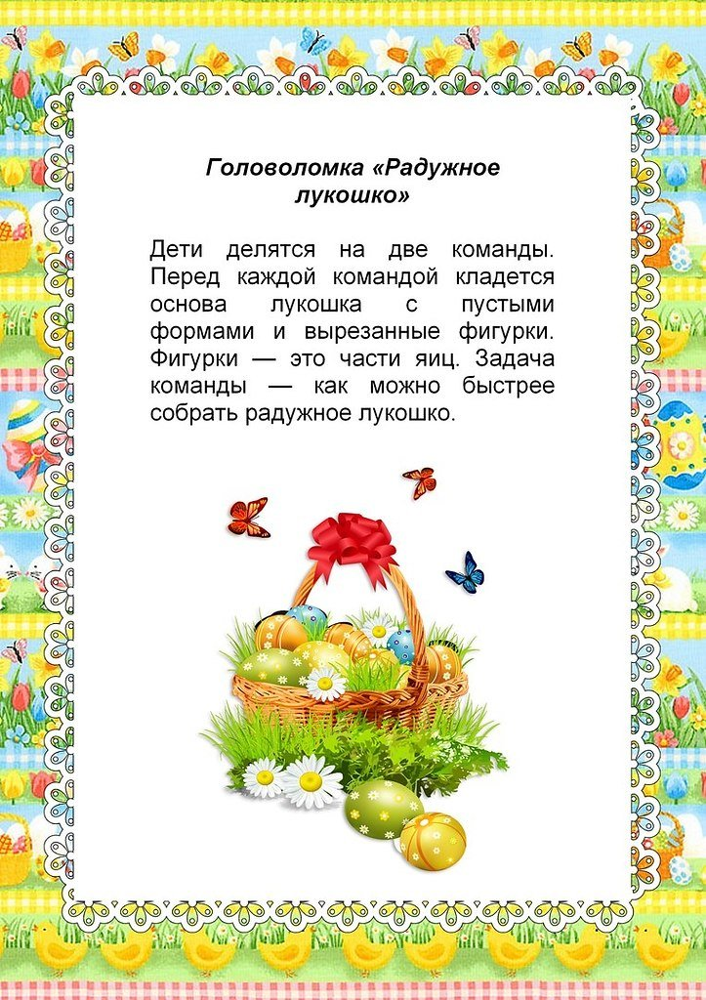 Головоломка «Радужное
лукошко»
Дети делятся на две команды.
Перед каждой командой кладется
основа лукошка с пустыми
формами и вырезанные фигурки.
Фигурки — это части яиц. Задача
команды — как можно быстрее
собрать радужное лукошко.